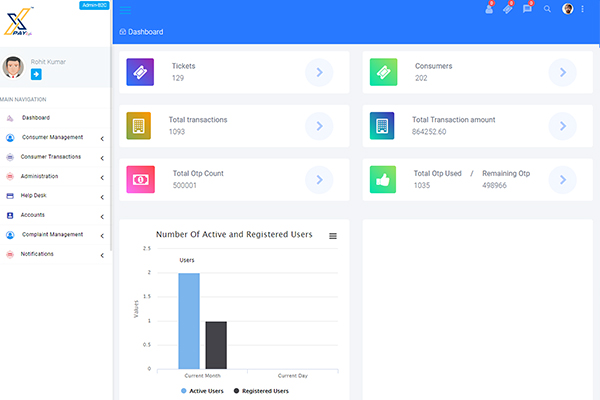 Admin-B2C
X
PAY
Rohit Kumar
MAIN NAVIGATION
Dashboard
Consumer Management
Consumer Transactions
Administration
Help Desk
Accounts
Complaint Management
Notifications
Dashboard
Tickets
129
Consumers
202
Total transactions
1093
Total Transaction amount
864252.60
Total Otp Count
500001
Total Otp Used / Remaining Otp
1035 498966
Number Of Active and Registered Users
Users
Values
2.5
2
1.5
1
0.5
0
Current Month
Current Day
Active Users
Registered Users